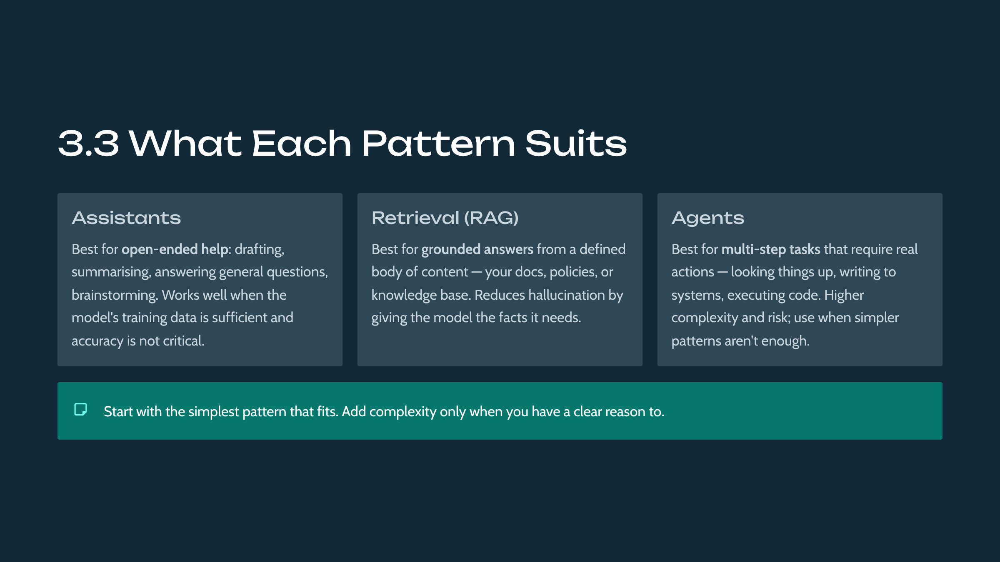 3.3 What Each Pattern Suits
Assistants
Best for open-ended help: drafting,
summarising, answering general questions,
brainstorming. Works well when the
model's training data is sufficient and
accuracy is not critical.
Retrieval (RAG)
Best for grounded answers from a defined
body of content — your docs, policies, or
knowledge base. Reduces hallucination by
giving the model the facts it needs.
Agents
Best for multi-step tasks that require real
actions — looking things up, writing to
systems, executing code. Higher
complexity and risk; use when simpler
patterns aren't enough.
Start with the simplest pattern that fits. Add complexity only when you have a clear reason to.